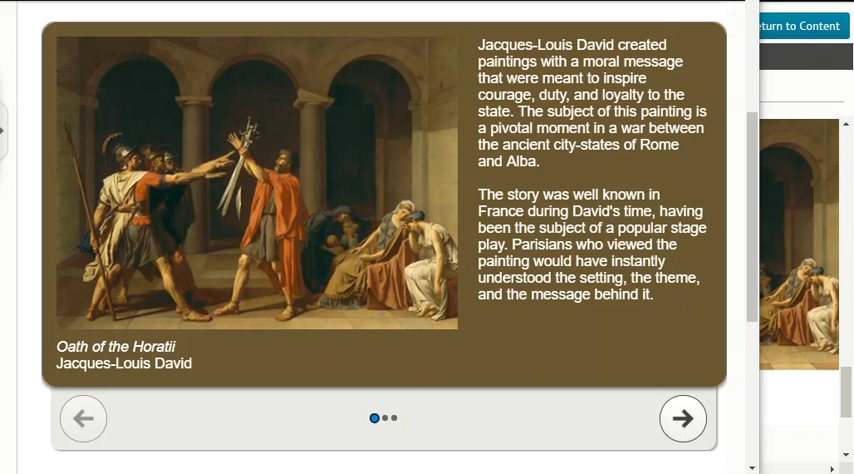 Jacques-Louis David created
paintings with a moral message
that were meant to inspire
courage, duty, and loyalty to the
state. The subject of this painting is
a pivotal moment in a war between
the ancient city-states of Rome
and Alba.
The story was well known in
France during David's time, having
been the subject of a popular stage
play. Parisians who viewed the
painting would have instantly
understood the setting, the theme,
and the message behind it.
Oath of the Horatii
Jacques-Louis David
eturn to Content